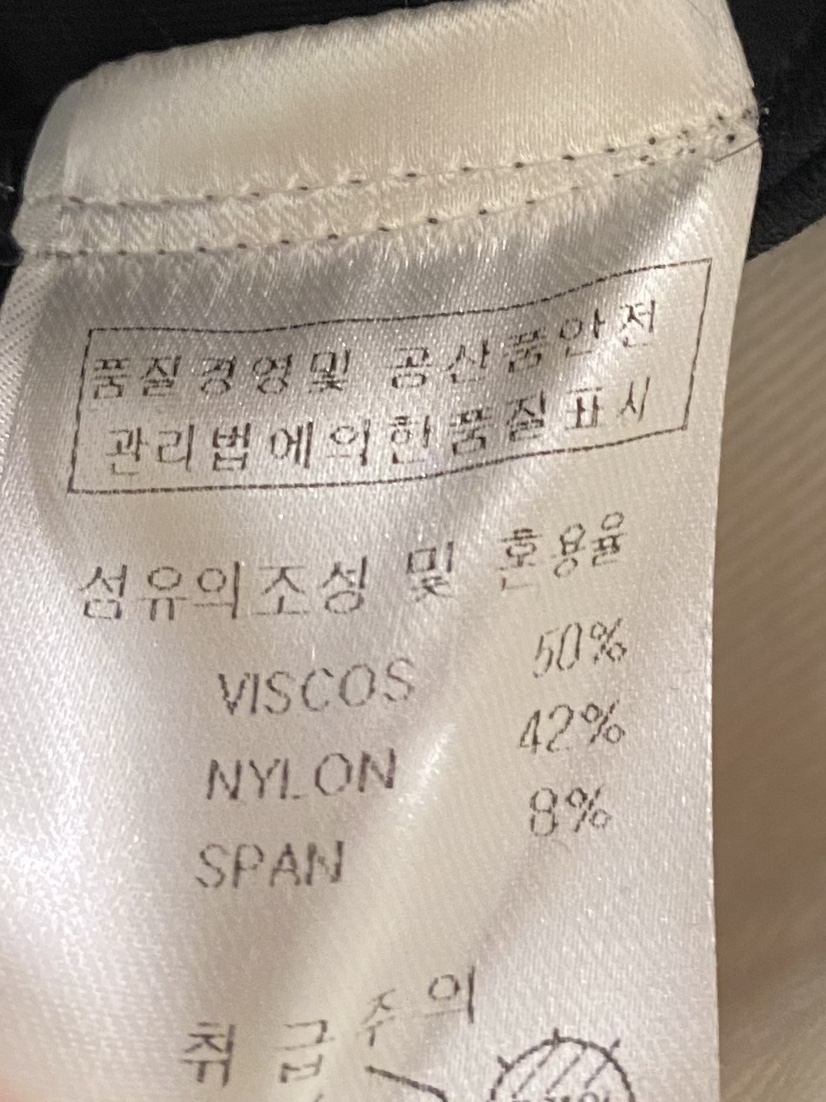 품질경영및 공산품안전
관리법에의한품질표시
섬유의조성 및 혼용율
VISCOS 50%
NYLON 42%
SPAN 8%
취급주의